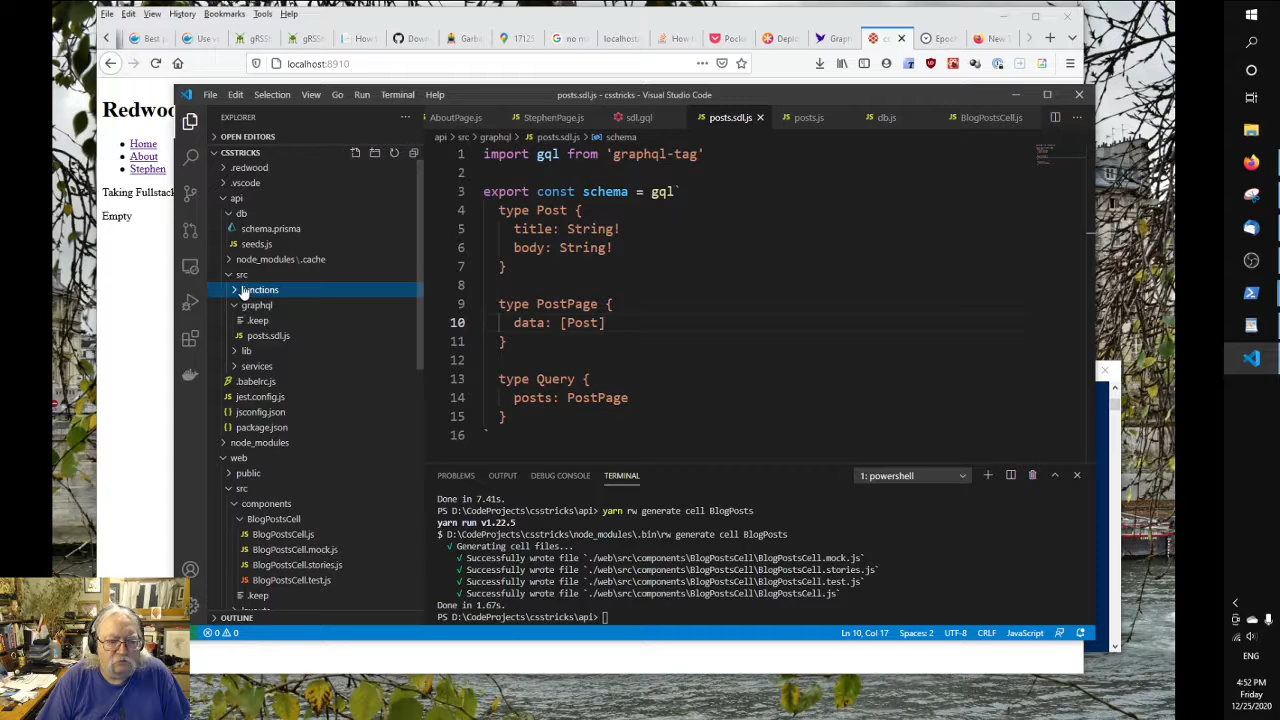 File Edit View History Bookmarks Tools Help
Best p
Use v
gRSS
gRSS
How t
Down
Garb
17125
no no
localhost:
How t
Pocke
Depl
Graph
cs
Epoch
New T
localhost:8910
Redwoo
Home
About
Stephen
Taking Fullstack
Empty
File Edit Selection View Go Run Terminal Help
posts.sdl.js - csstricks - Visual Studio Code
EXPLORER
OPEN EDITORS
CSSTRICKS
.redwood
.vscode
api
db
schema.prisma
seeds.js
node_modules\.cache
src
functions
graphql
.keep
posts.sdl.js
lib
services
.babelrc.js
jest.config.js
jsconfig.json
package.json
node_modules
web
public
src
components
BlogPostsCell
BlogPostsCell.js
BlogPostsCell.mock.js
BlogPostsCell.stories.js
BlogPostsCell.test.js
.keep
OUTLINE
AboutPage.js
StephenPage.js
sdl.gql
posts.sdl.js
posts.js
db.js
BlogPostsCell.js
api > src > graphql > posts.sdl.js > schema
1 import gql from 'graphql-tag'
2
3 export const schema = gql`
4 type Post {
5 title: String!
6 body: String!
7 }
8
9 type PostPage {
10 data: [Post]
11 }
12
13 type Query {
14 posts: PostPage
15 }
16 `
PROBLEMS OUTPUT DEBUG CONSOLE TERMINAL
1: powershell
Done in 7.41s.
PS D:\CodeProjects\csstricks\api> yarn rw generate cell BlogPosts
yarn run v1.22.5
$ D:\CodeProjects\csstricks\node_modules\.bin\rw generate cell BlogPosts
√ Generating cell files...
√ Successfully wrote file `./web\src\components\BlogPostsCell\BlogPostsCell.mock.js`
√ Successfully wrote file `./web\src\components\BlogPostsCell\BlogPostsCell.stories.js`
√ Successfully wrote file `./web\src\components\BlogPostsCell\BlogPostsCell.test.js`
√ Successfully wrote file `./web\src\components\BlogPostsCell\BlogPostsCell.js`
Done in 1.67s.
PS D:\CodeProjects\csstricks\api>
0 0
Ln 10, Col 17 Spaces: 2 UTF-8 CRLF JavaScript
ENG
4:52 PM
Friday
12/25/2020